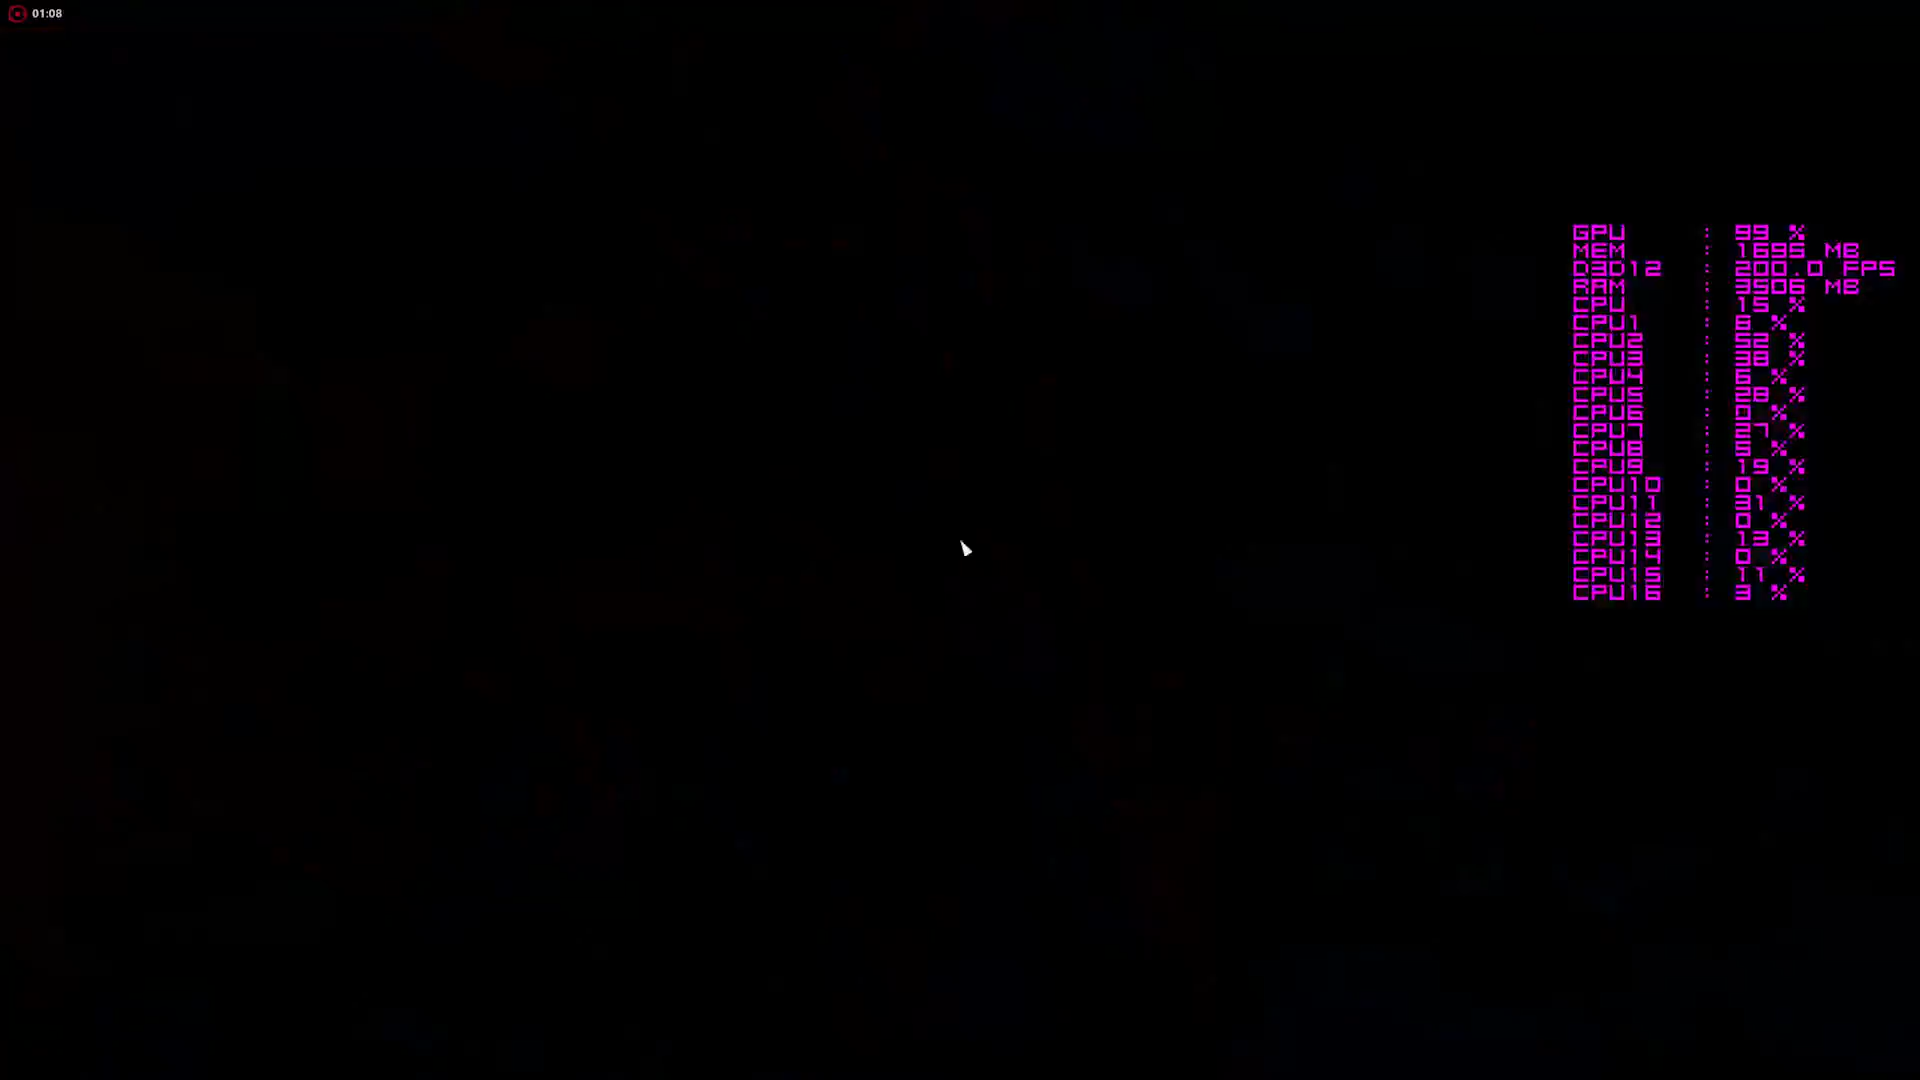 01:08
GPU : 99 %
MEM : 1695 MB
D3D12 : 200.0 FPS
RAM : 3506 MB
CPU : 15 %
CPU1 : 6 %
CPU2 : 52 %
CPU3 : 38 %
CPU4 : 6 %
CPU5 : 28 %
CPU6 : 0 %
CPU7 : 27 %
CPU8 : 5 %
CPU9 : 19 %
CPU10 : 0 %
CPU11 : 31 %
CPU12 : 0 %
CPU13 : 13 %
CPU14 : 0 %
CPU15 : 11 %
CPU16 : 3 %